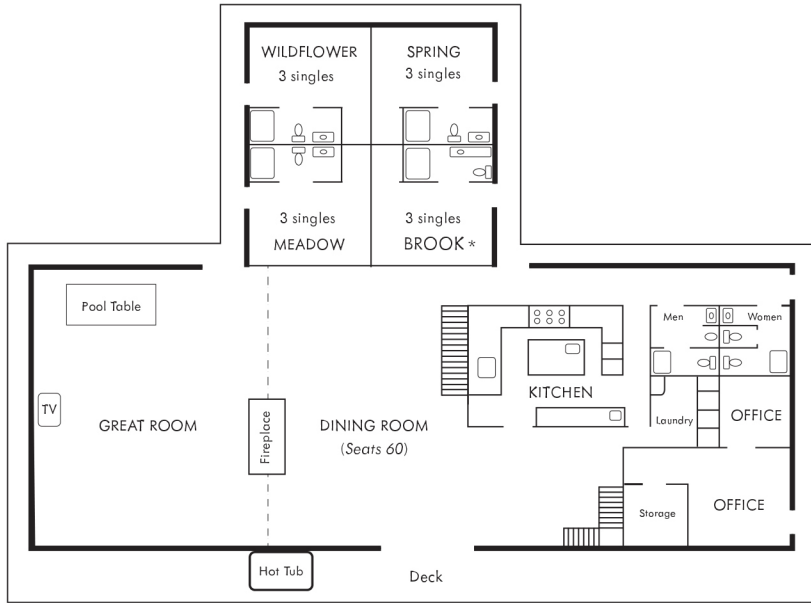 WILDFLOWER
3 singles
SPRING
3 singles
3 singles
MEADOW
3 singles
BROOK *
Pool Table
TV
GREAT ROOM
Fireplace
DINING ROOM
(Seats 60)
KITCHEN
Men
Women
Laundry
OFFICE
OFFICE
Storage
Hot Tub
Deck